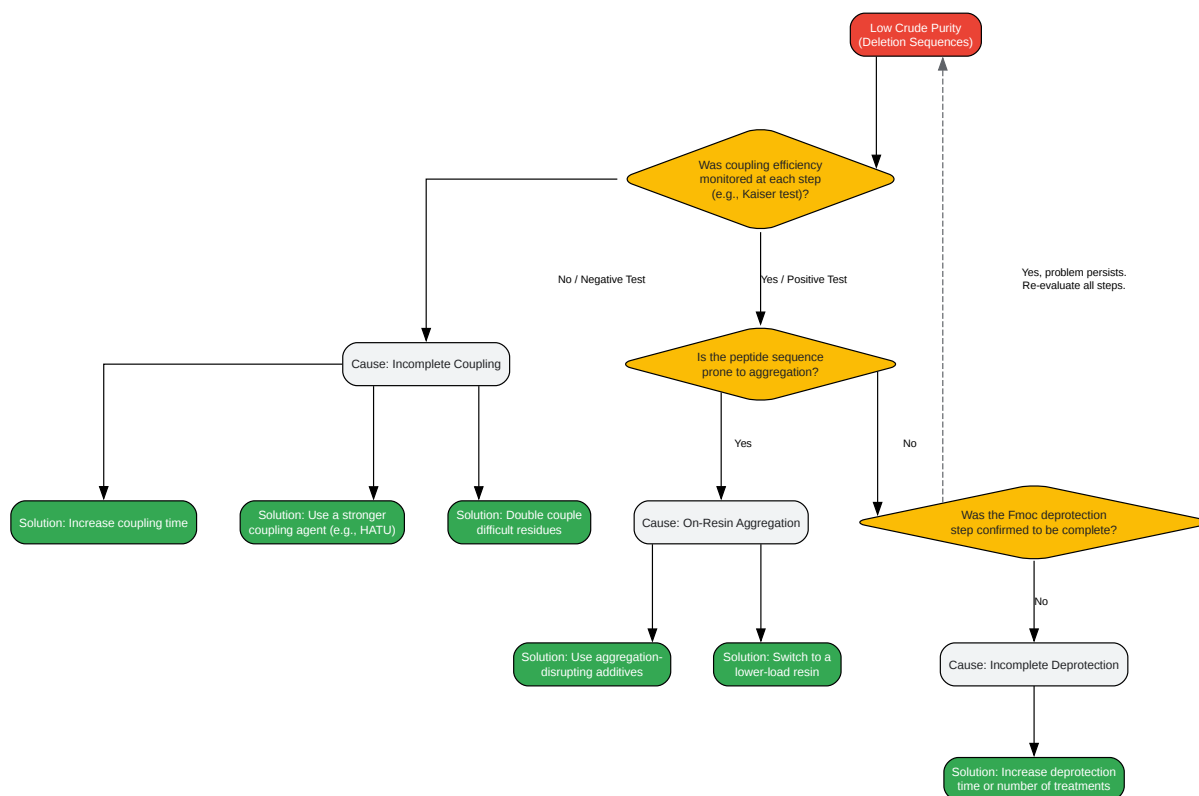 Low Crude Purity
(Deletion Sequences)
Was coupling efficiency
monitored at each step
(e.g., Kaiser test)?
No / Negative Test
Yes / Positive Test
Yes, problem persists.
Re-evaluate all steps.
Cause: Incomplete Coupling
Is the peptide sequence
prone to aggregation?
Yes
No
Solution: Increase coupling time
Solution: Use a stronger
coupling agent (e.g., HATU)
Solution: Double couple
difficult residues
Cause: On-Resin Aggregation
Was the Fmoc deprotection
step confirmed to be complete?
No
Solution: Use aggregation-
disrupting additives
Solution: Switch to a
lower-load resin
Cause: Incomplete Deprotection
Solution: Increase deprotection
time or number of treatments